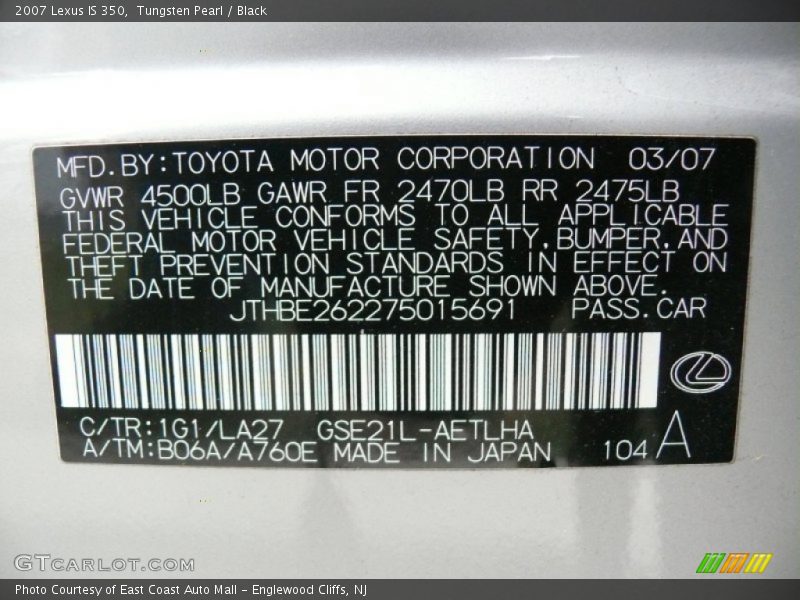 2007 Lexus IS 350, Tungsten Pearl / Black
MFD.BY:TOYOTA MOTOR CORPORATION 03/07
GVWR 4500LB GAWR FR 2470LB RR 2475LB
THIS VEHICLE CONFORMS TO ALL APPLICABLE
FEDERAL MOTOR VEHICLE SAFETY,BUMPER,AND
THEFT PREVENTION STANDARDS IN EFFECT ON
THE DATE OF MANUFACTURE SHOWN ABOVE.
JTHBE262275015691 PASS.CAR
C/TR:1G1/LA27 GSE21L-AETLHA
A/TM:B06A/A760E MADE IN JAPAN 104 A
GTCARLOT.COM
Photo Courtesy of East Coast Auto Mall - Englewood Cliffs, NJ